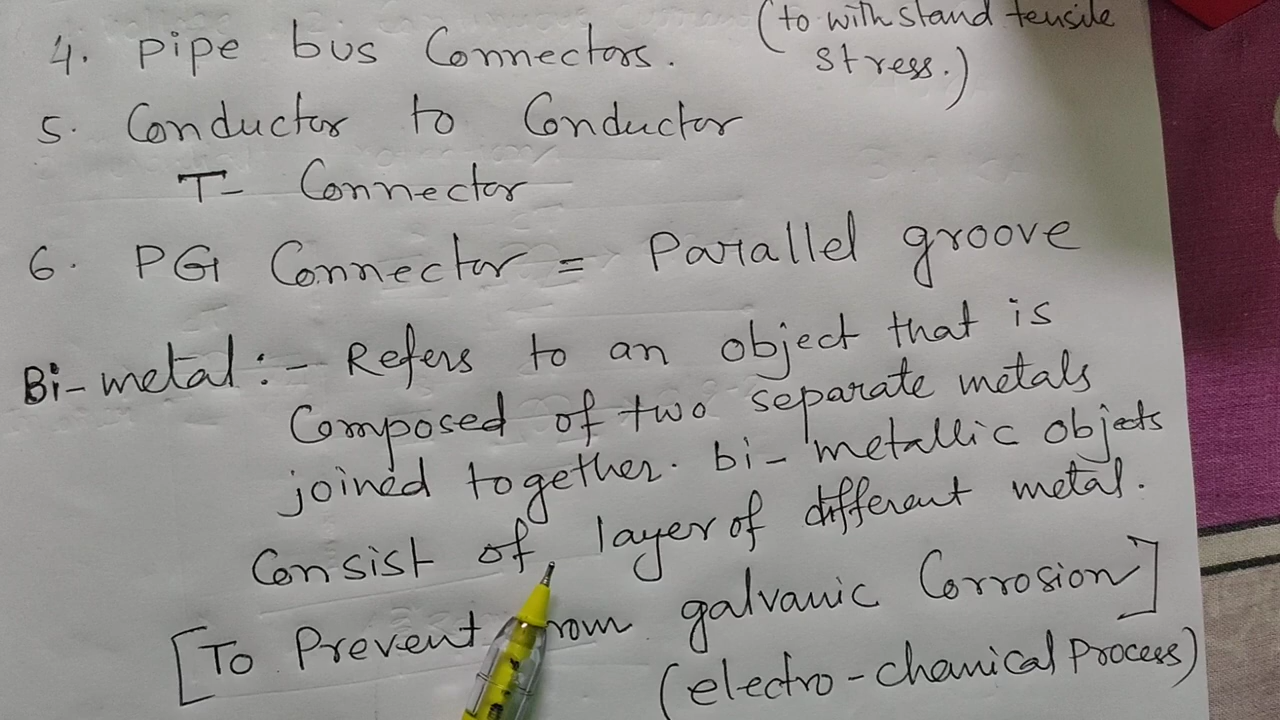 (to withstand tensile
stress.)
4. pipe bus Connectors.
5. Conductor to Conductor
T- Connector
6. PG Connector = Parallel groove
Bi-metal :- Refers to an object that is
Composed of two separate metals
joined together. bi-metallic objects
Consist of layer of different metal.
[To Prevent from galvanic Corrosion]
(electro-chemical Process)